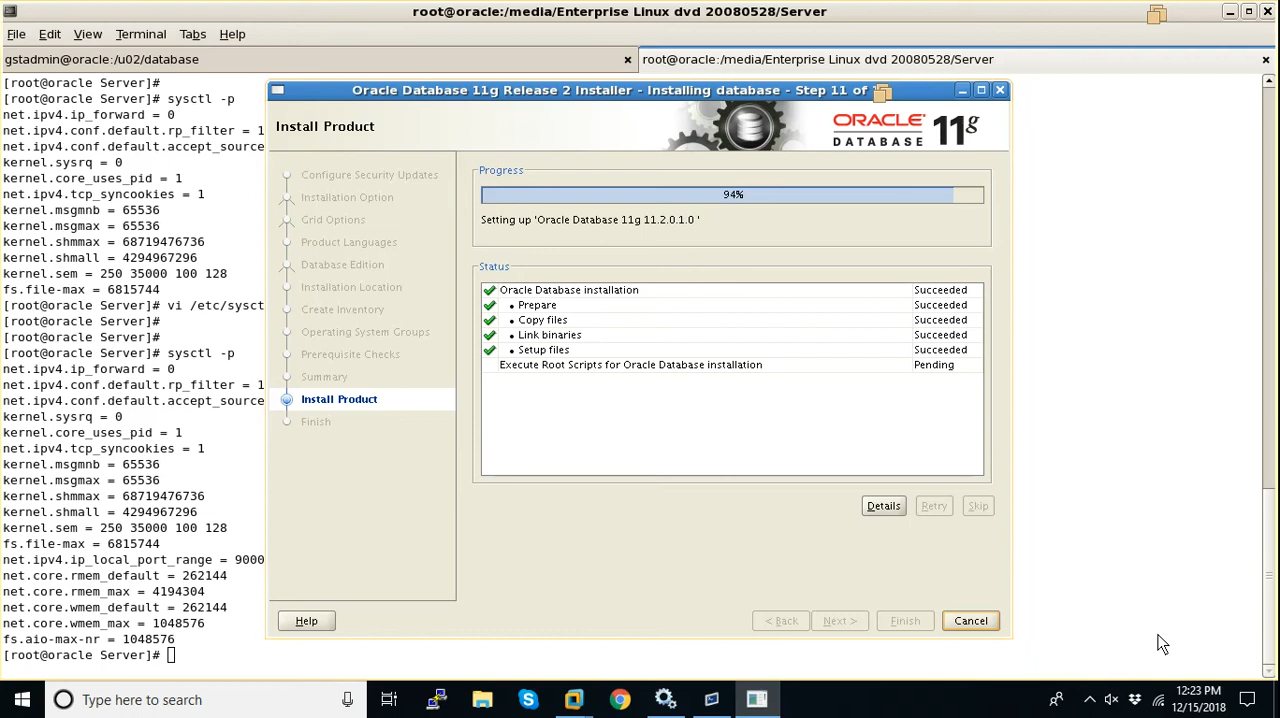 root@oracle:/media/Enterprise Linux dvd 20080528/Server
File Edit View Terminal Tabs Help
gstadmin@oracle:/u02/database
root@oracle:/media/Enterprise Linux dvd 20080528/Server
[root@oracle Server]#
[root@oracle Server]# sysctl -p
net.ipv4.ip_forward = 0
net.ipv4.conf.default.rp_filter = 1
net.ipv4.conf.default.accept_source
kernel.sysrq = 0
kernel.core_uses_pid = 1
net.ipv4.tcp_syncookies = 1
kernel.msgmnb = 65536
kernel.msgmax = 65536
kernel.shmmax = 68719476736
kernel.shmall = 4294967296
kernel.sem = 250 35000 100 128
fs.file-max = 6815744
[root@oracle Server]# vi /etc/sysct
[root@oracle Server]#
[root@oracle Server]#
[root@oracle Server]# sysctl -p
net.ipv4.ip_forward = 0
net.ipv4.conf.default.rp_filter = 1
net.ipv4.conf.default.accept_source
kernel.sysrq = 0
kernel.core_uses_pid = 1
net.ipv4.tcp_syncookies = 1
kernel.msgmnb = 65536
kernel.msgmax = 65536
kernel.shmmax = 68719476736
kernel.shmall = 4294967296
kernel.sem = 250 35000 100 128
fs.file-max = 6815744
net.ipv4.ip_local_port_range = 9000
net.core.rmem_default = 262144
net.core.rmem_max = 4194304
net.core.wmem_default = 262144
net.core.wmem_max = 1048576
fs.aio-max-nr = 1048576
[root@oracle Server]#
Oracle Database 11g Release 2 Installer - Installing database - Step 11 of
Install Product
ORACLE DATABASE 11g
Configure Security Updates
Installation Option
Grid Options
Product Languages
Database Edition
Installation Location
Create Inventory
Operating System Groups
Prerequisite Checks
Summary
Install Product
Finish
Progress
94%
Setting up 'Oracle Database 11g 11.2.0.1.0 '
Status
Oracle Database installation Succeeded
• Prepare Succeeded
• Copy files Succeeded
• Link binaries Succeeded
• Setup files Succeeded
Execute Root Scripts for Oracle Database installation Pending
Details Retry Skip
Help < Back Next > Finish Cancel
Type here to search
12:23 PM
12/15/2018